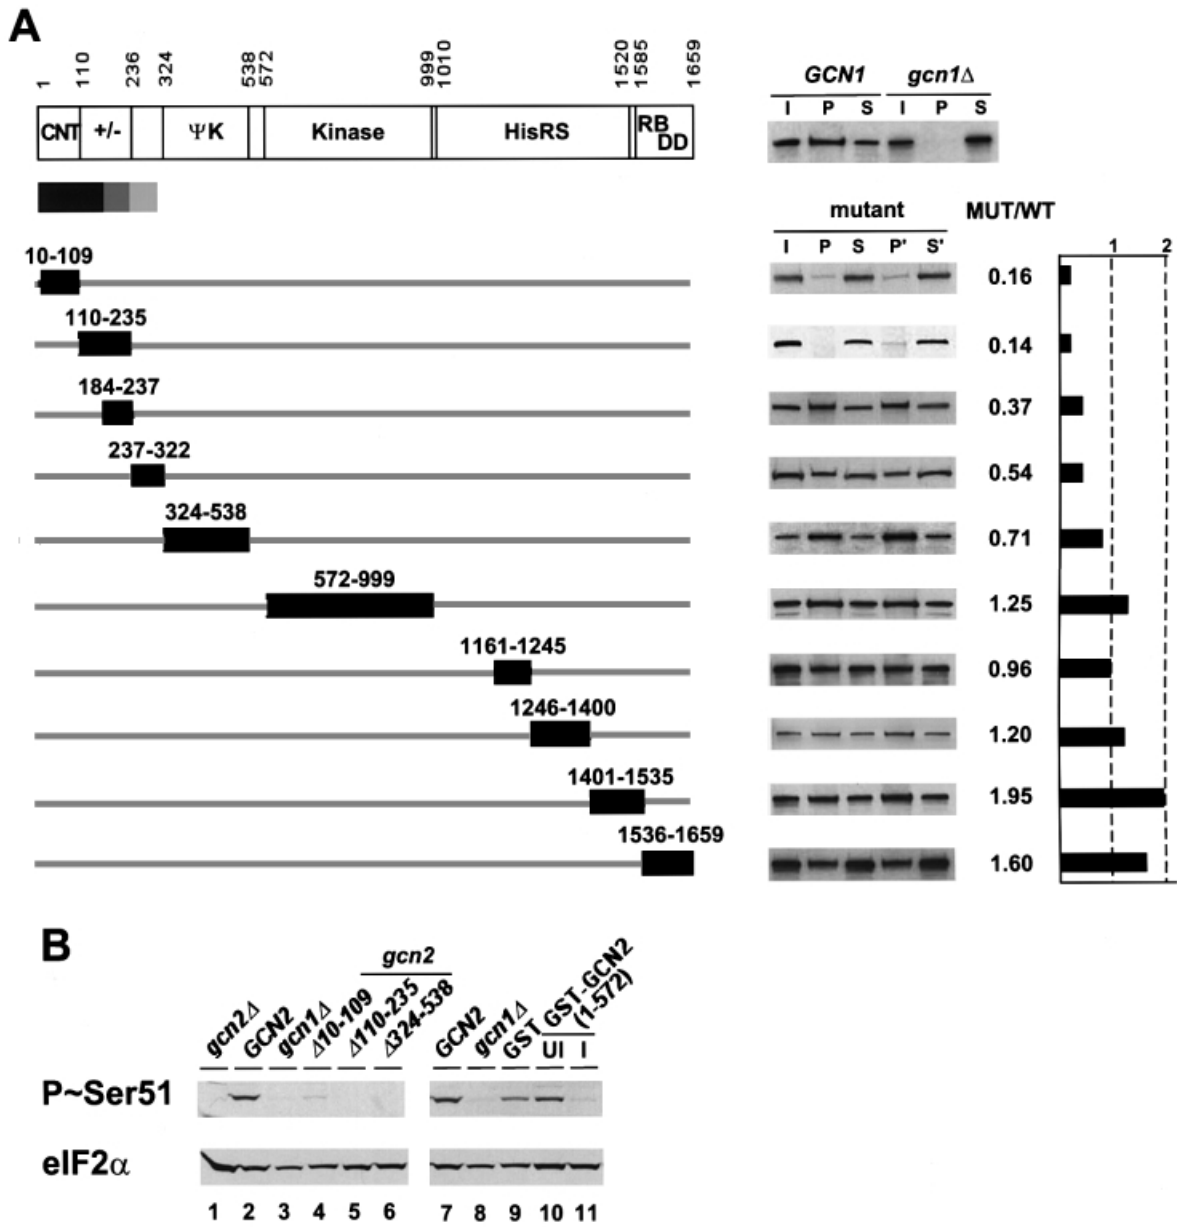 A
1 110 236 324 538 572 9999 1010 1520 1585 1659
CNT +/- ΨK Kinase HisRS RB DD
GCN1 gcn1Δ
I P S I P S
mutant MUT/WT
I P S P' S' 1 2
10-109 0.16
110-235 0.14
184-237 0.37
237-322 0.54
324-538 0.71
572-999 1.25
1161-1245 0.96
1246-1400 1.20
1401-1535 1.95
1536-1659 1.60
B
gcn2
gcn2Δ GCN2 gcn1Δ Δ10-109 Δ110-235 Δ324-538 GCN2 gcn1Δ GST GST-GCN2 (1-572)
UI I
P~Ser51
eIF2α
1 2 3 4 5 6 7 8 9 10 11